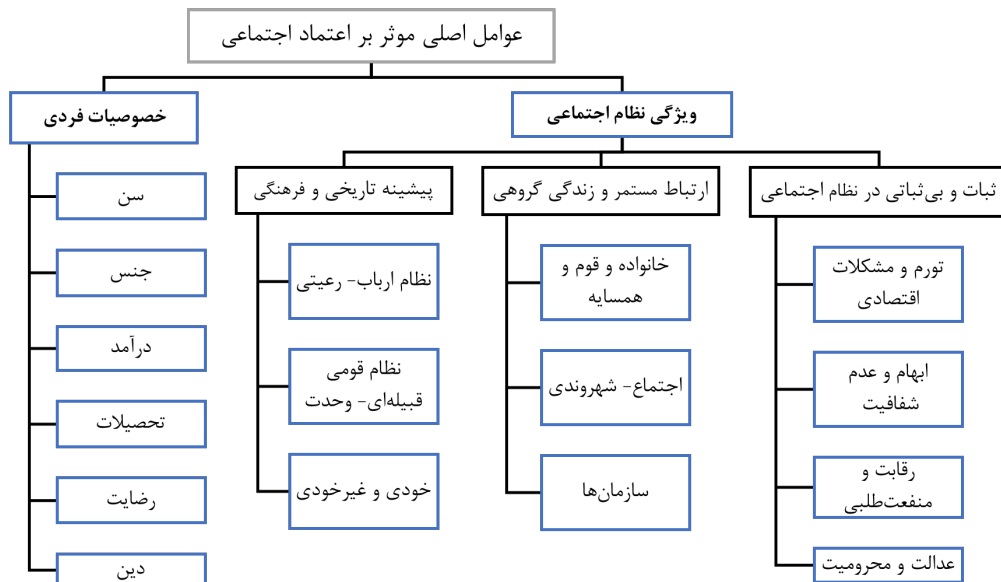 عوامل اصلی موثر بر اعتماد اجتماعی
ویژگی نظام اجتماعی
خصوصیات فردی
ثبات و بی‌ثباتی در نظام اجتماعی
تورم و مشکلات
اقتصادی
ابهام و عدم
شفافیت
رقابت و
منفعت‌طلبی
عدالت و محرومیت
ارتباط مستمر و زندگی گروهی
خانواده و قوم و
همسایه
اجتماع- شهروندی
سازمان‌ها
پیشینه تاریخی و فرهنگی
نظام ارباب- رعیتی
نظام قومی
قبیله‌ای- وحدت
خودی و غیرخودی
سن
جنس
درآمد
تحصیلات
رضایت
دین